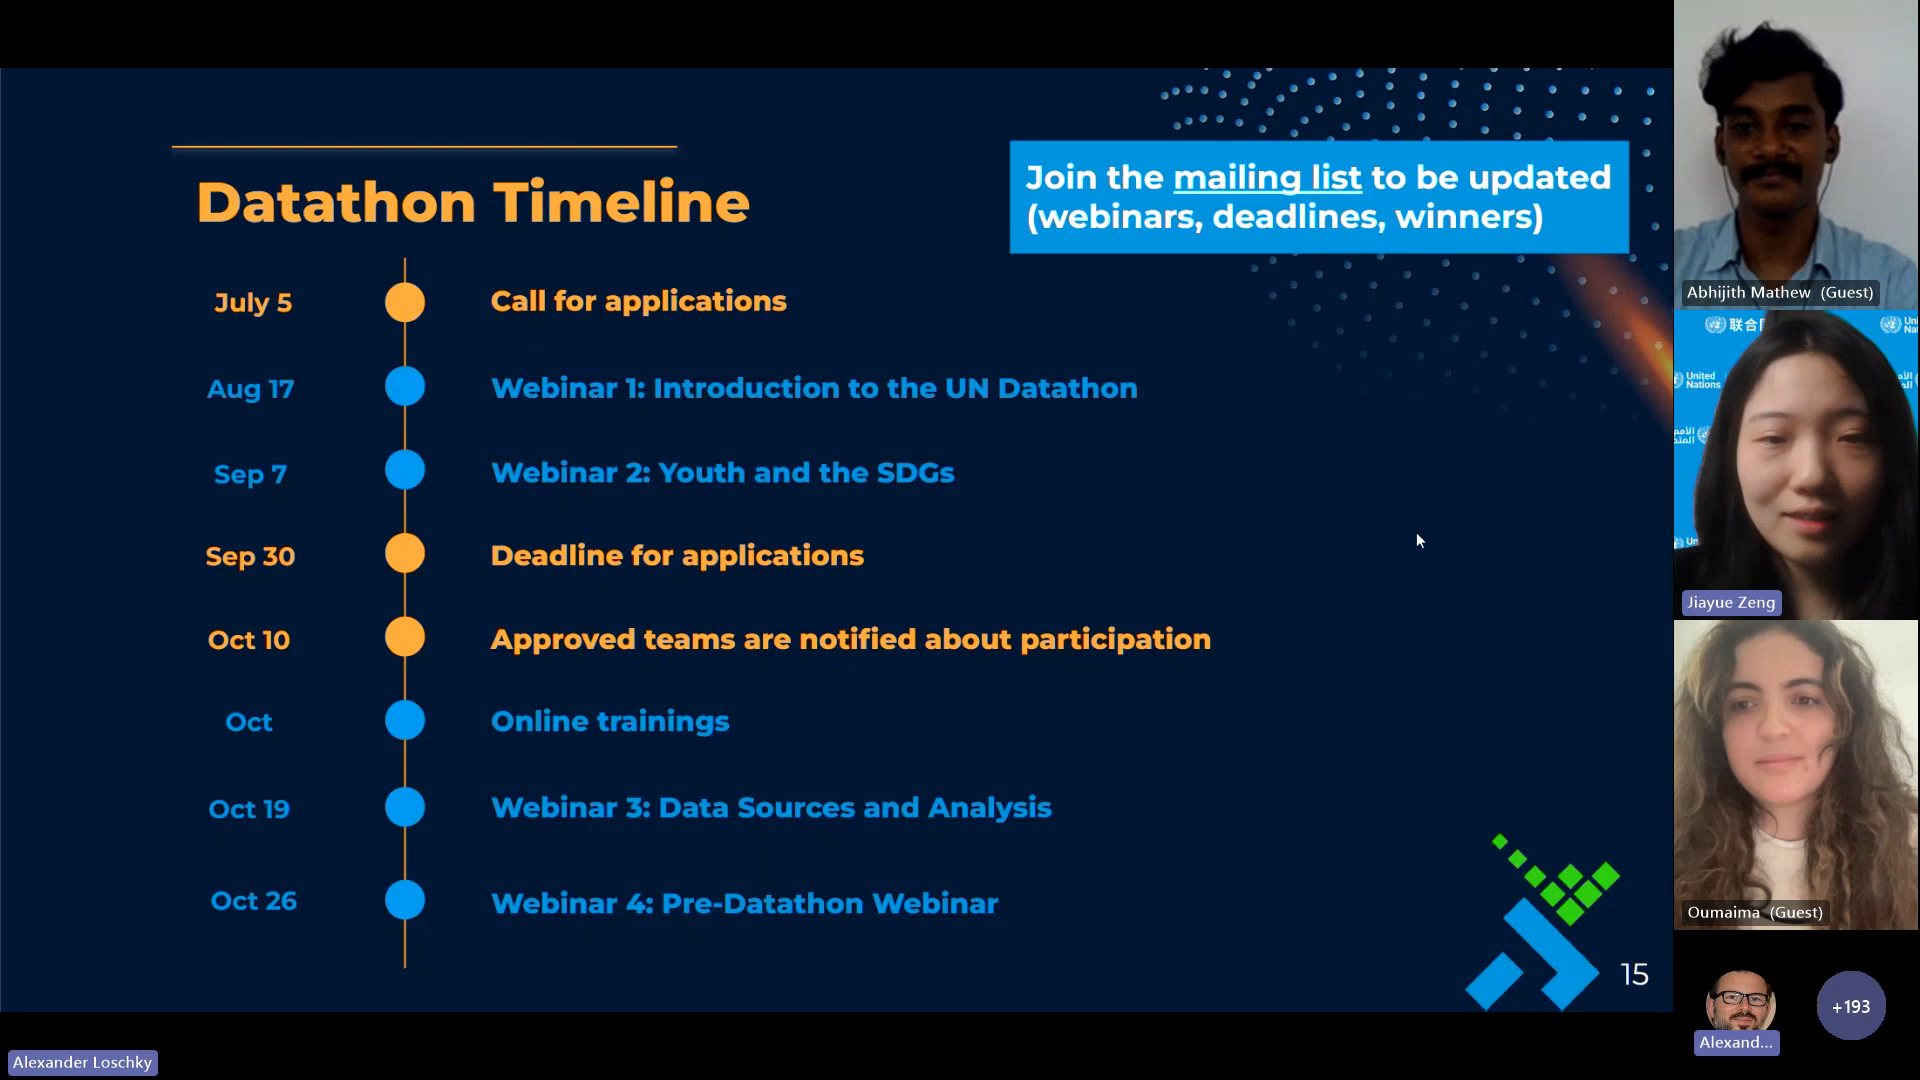 Datathon Timeline
Join the mailing list to be updated
(webinars, deadlines, winners)
July 5 Call for applications
Aug 17 Webinar 1: Introduction to the UN Datathon
Sep 7 Webinar 2: Youth and the SDGs
Sep 30 Deadline for applications
Oct 10 Approved teams are notified about participation
Oct Online trainings
Oct 19 Webinar 3: Data Sources and Analysis
Oct 26 Webinar 4: Pre-Datathon Webinar
15
Abhijith Mathew (Guest)
United
Nations
Jiayue Zeng
Oumaima (Guest)
Alexand...
+193
Alexander Loschky